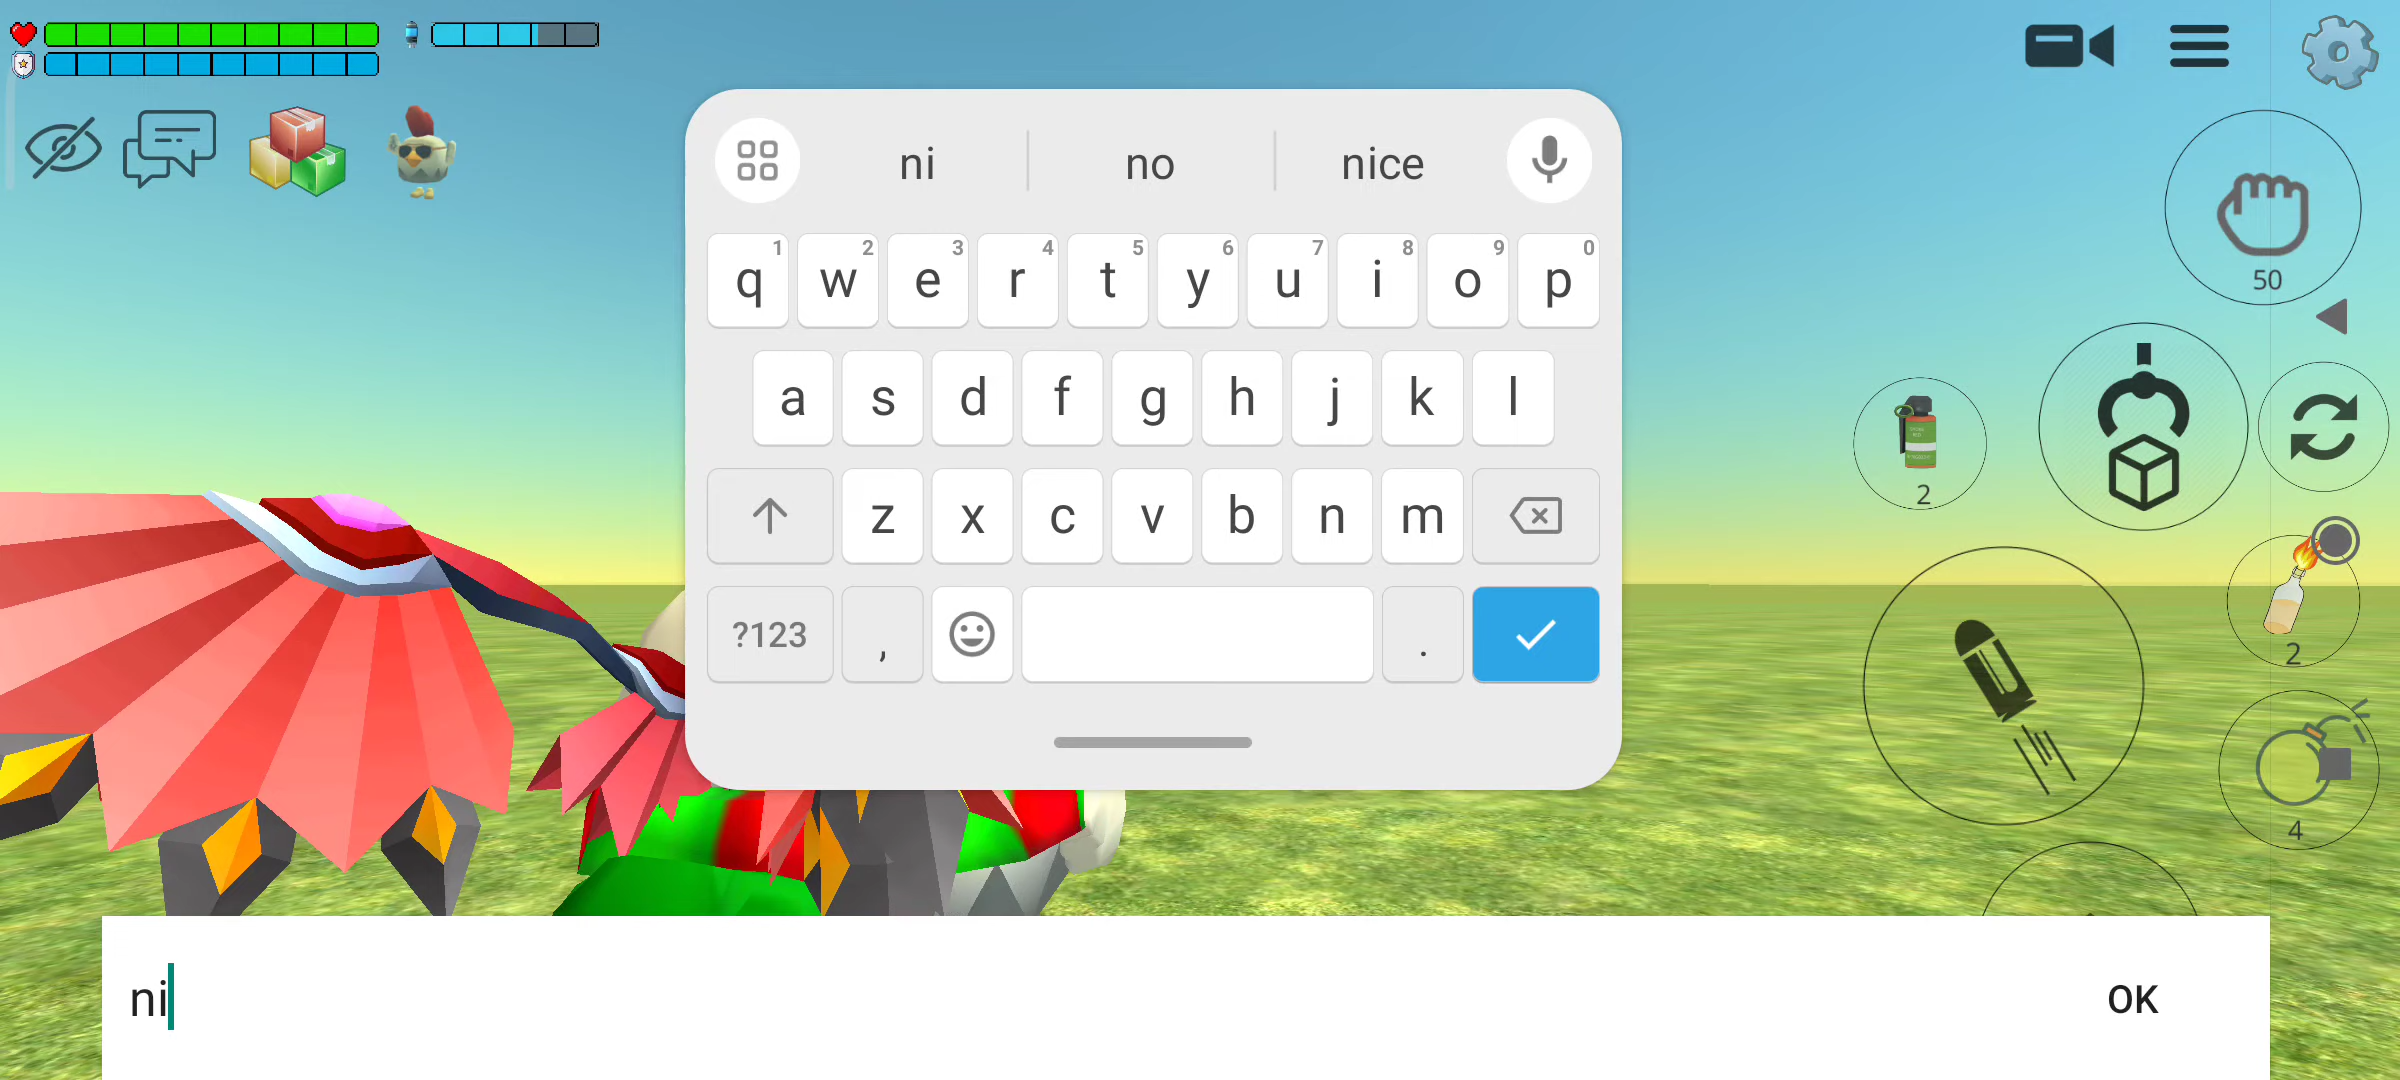 ni no nice
1 2 3 4 5 6 7 8 9 0
q w e r t y u i o p
a s d f g h j k l
z x c v b n m
?123 , .
50
2
2
4
ni
OK